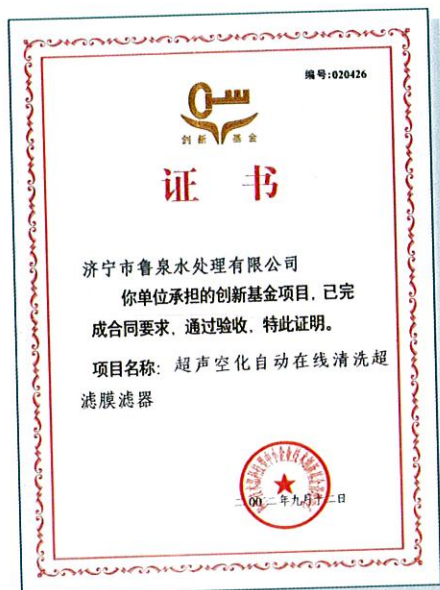 编号:020426
创新 基金
证 书
济宁市鲁泉水处理有限公司
你单位承担的创新基金项目,已完
成合同要求,通过验收,特此证明。
项目名称: 超声空化自动在线清洗超
滤膜滤器
二〇〇二年九月十二日